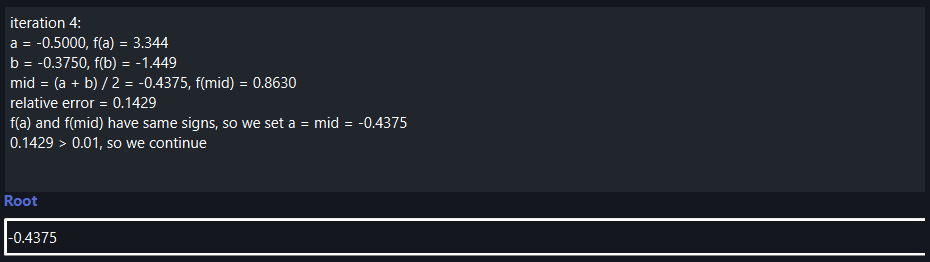 iteration 4:
a = -0.5000, f(a) = 3.344
b = -0.3750, f(b) = -1.449
mid = (a + b) / 2 = -0.4375, f(mid) = 0.8630
relative error = 0.1429
f(a) and f(mid) have same signs, so we set a = mid = -0.4375
0.1429 > 0.01, so we continue
Root
-0.4375